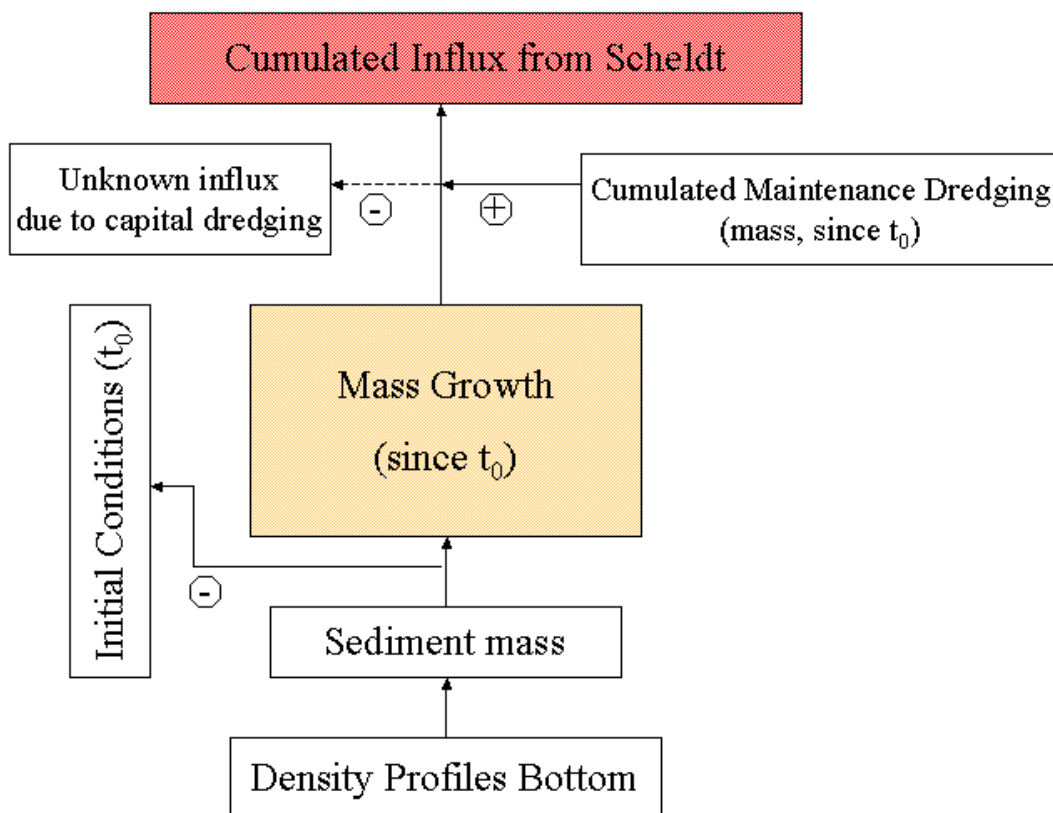 Cumulated Influx from Scheldt
Unknown influx
due to capital dredging
-
+
Cumulated Maintenance Dredging
(mass, since t₀)
Initial Conditions (t₀)
Mass Growth
(since t₀)
-
Sediment mass
Density Profiles Bottom